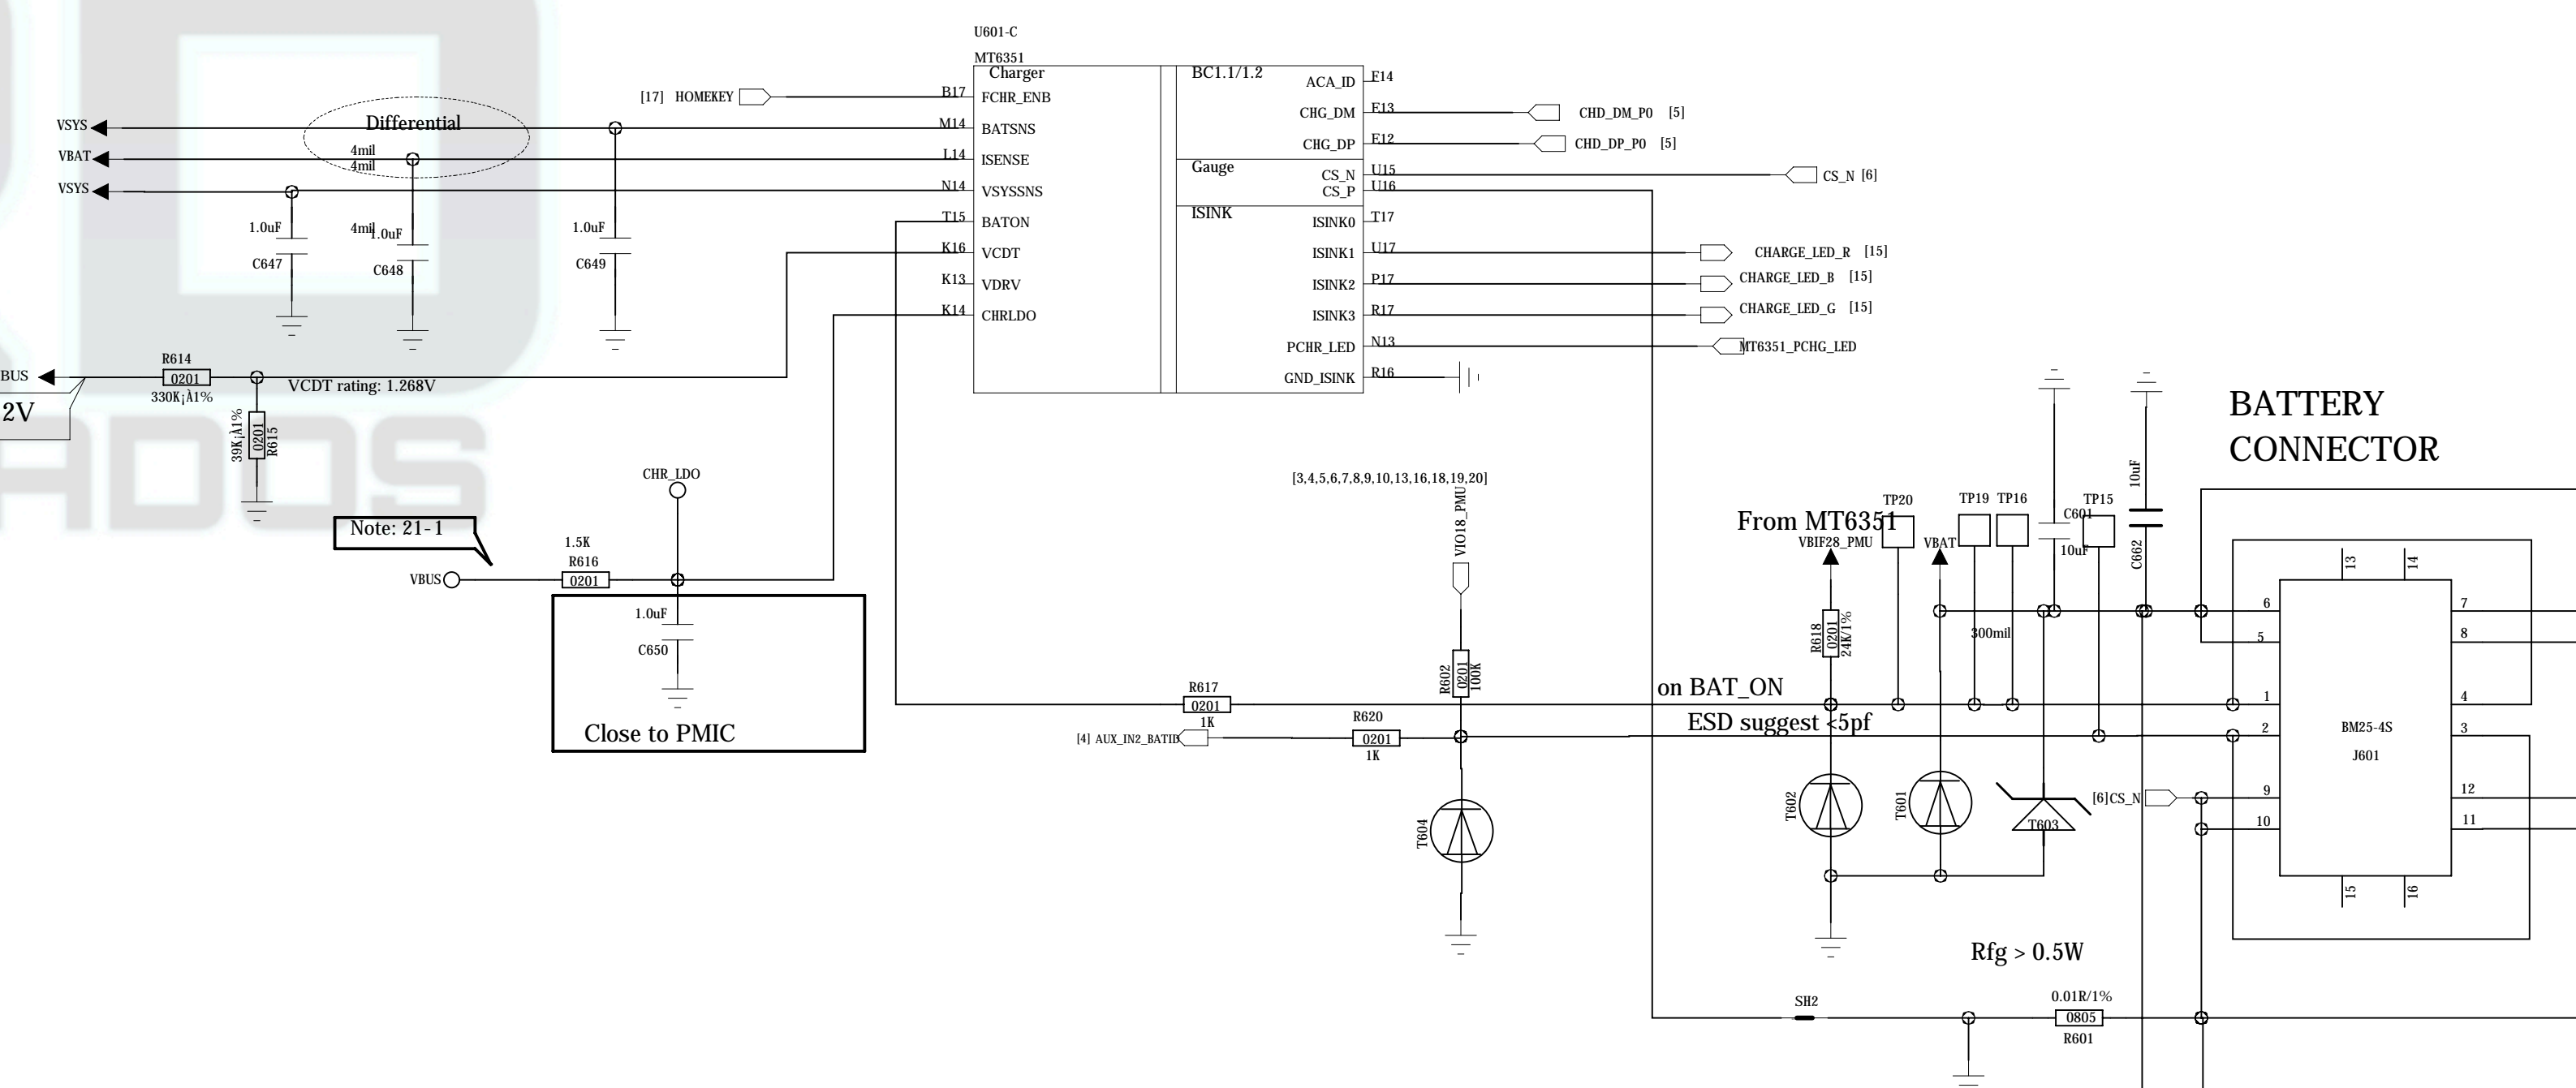 U601-C
MT6351
Charger
BC1.1/1.2
[17] HOMEKEY
B17
FCHR_ENB
ACA_ID
F14
VSYS
Differential
M14
BATSNS
CHG_DM
E13
CHD_DM_P0 [5]
VBAT
4mil
4mil
L14
ISENSE
CHG_DP
E12
CHD_DP_P0 [5]
Gauge
VSYS
N14
VSYSSNS
CS_N
U15
CS_N [6]
CS_P
U16
ISINK
T15
BATON
ISINK0
T17
1.0uF
4mil
1.0uF
1.0uF
C647
C648
C649
K16
VCDT
ISINK1
U17
CHARGE_LED_R [15]
K13
VDRV
ISINK2
P17
CHARGE_LED_B [15]
K14
CHRLDO
ISINK3
R17
CHARGE_LED_G [15]
PCHR_LED
N13
MT6351_PCHG_LED
GND_ISINK
R16
R614
BUS
0201
330K¡À1%
VCDT rating: 1.268V
2V
39K¡À1%
0201
R615
BATTERY
CONNECTOR
CHR_LDO
[3,4,5,6,7,8,9,10,13,16,18,19,20]
VIO18_PMU
Note: 21-1
1.5K
R616
VBUS
0201
1.0uF
C650
Close to PMIC
From MT6351
VBIF28_PMU
TP20
VBAT
TP19
TP16
C601
10uF
TP15
10uF
C662
R618
0201
24K/1%
300mil
R602
0201
100K
R617
0201
1K
on BAT_ON
ESD suggest <5pf
[4] AUX_IN2_BATID
R620
0201
1K
13
14
6
7
5
8
1
4
2
3
BM25-4S
J601
[6]CS_N
9
12
10
11
15
16
T604
T602
T601
T603
Rfg > 0.5W
SH2
0.01R/1%
0805
R601
ADOS